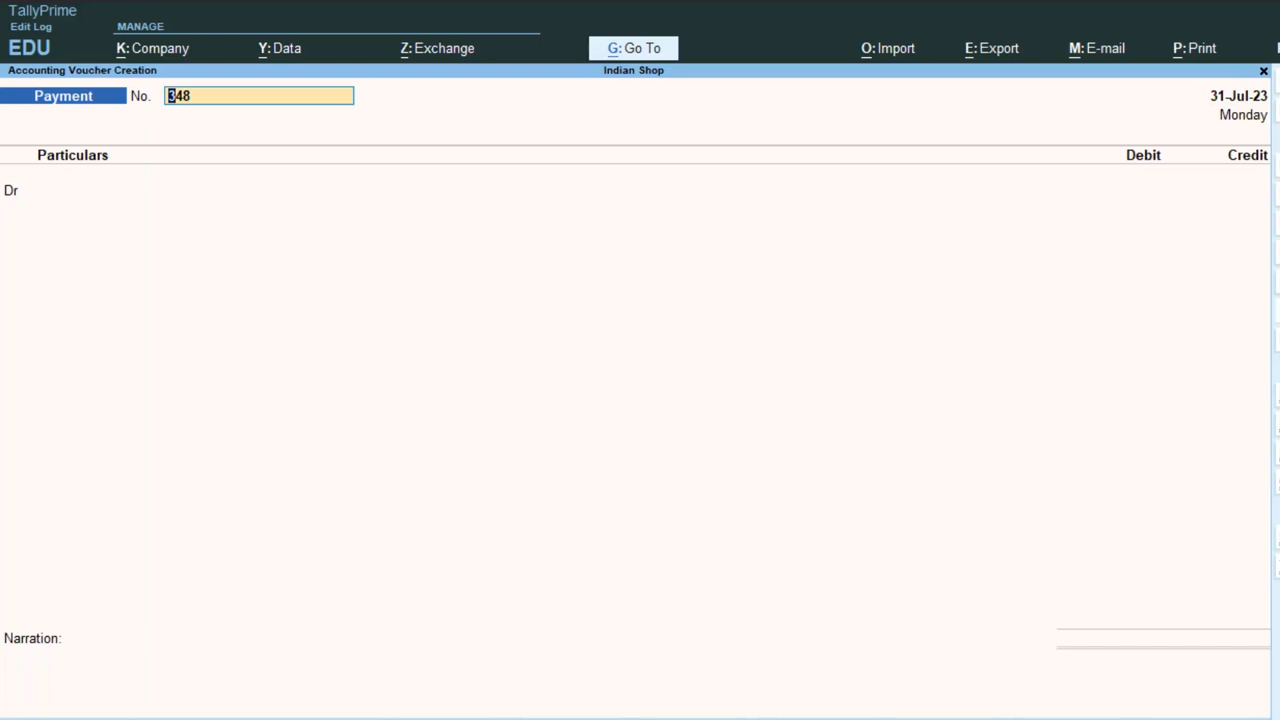 TallyPrime
Edit Log
MANAGE
EDU
K: Company Y: Data Z: Exchange G: Go To O: Import E: Export M: E-mail P: Print
Accounting Voucher Creation Indian Shop ×
Payment No. 348 31-Jul-23
Monday
Particulars Debit Credit
Dr
Narration: